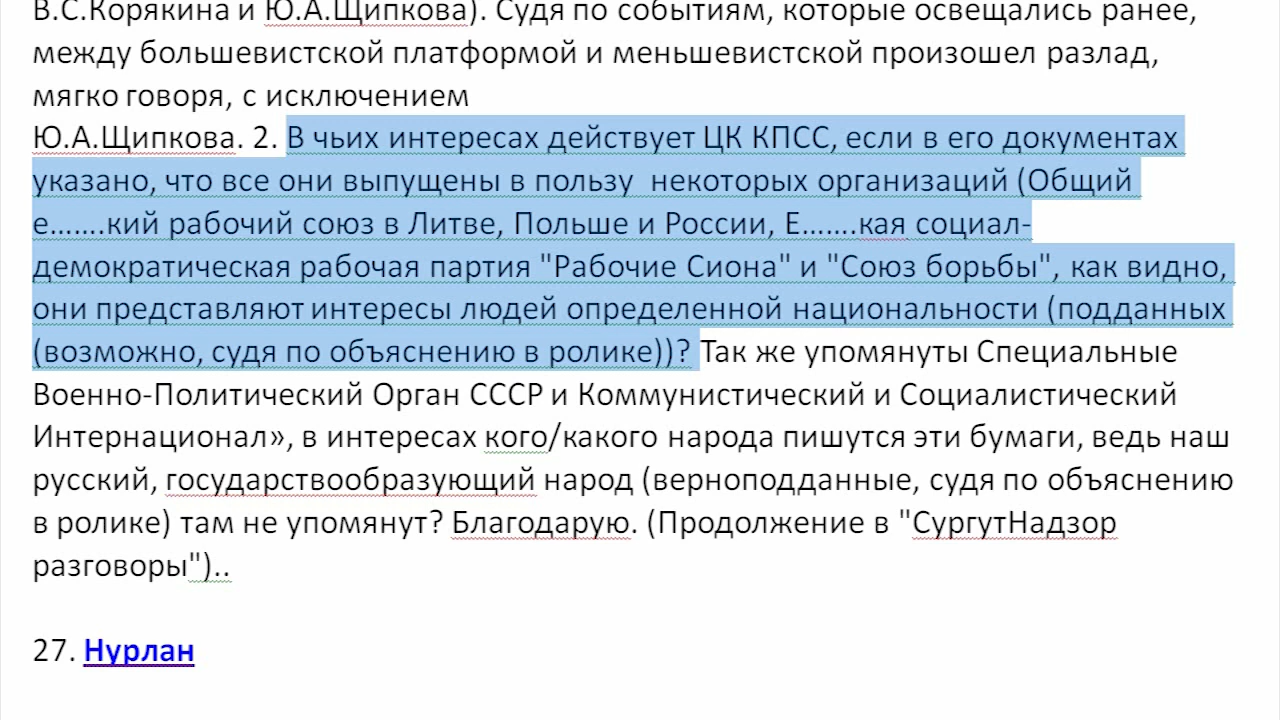 В.С.Корякина и Ю.А.Щипкова). Судя по событиям, которые освещались ранее,
между большевистской платформой и меньшевистской произошел разлад,
мягко говоря, с исключением
Ю.А.Щипкова. 2. В чьих интересах действует ЦК КПСС, если в его документах
указано, что все они выпущены в пользу  некоторых организаций (Общий
е…….кий рабочий союз в Литве, Польше и России, Е…….кая социал-
демократическая рабочая партия "Рабочие Сиона" и "Союз борьбы", как видно,
они представляют интересы людей определенной национальности (подданных
(возможно, судя по объяснению в ролике))? Так же упомянуты Специальные
Военно-Политический Орган СССР и Коммунистический и Социалистический
Интернационал», в интересах кого/какого народа пишутся эти бумаги, ведь наш
русский, государствообразующий народ (верноподданные, судя по объяснению
в ролике) там не упомянут? Благодарую. (Продолжение в "СургутНадзор
разговоры")..
27. Нурлан